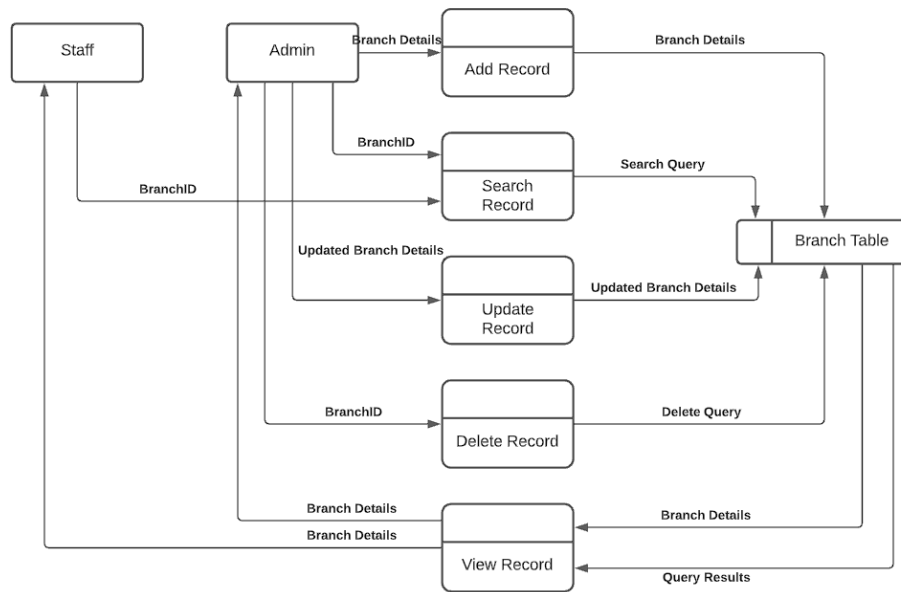 Staff
Admin
Branch Details
Add Record
Branch Details
BranchID
Search
Record
Search Query
BranchID
Branch Table
Updated Branch Details
Update
Record
Updated Branch Details
BranchID
Delete Record
Delete Query
Branch Details
Branch Details
View Record
Branch Details
Query Results